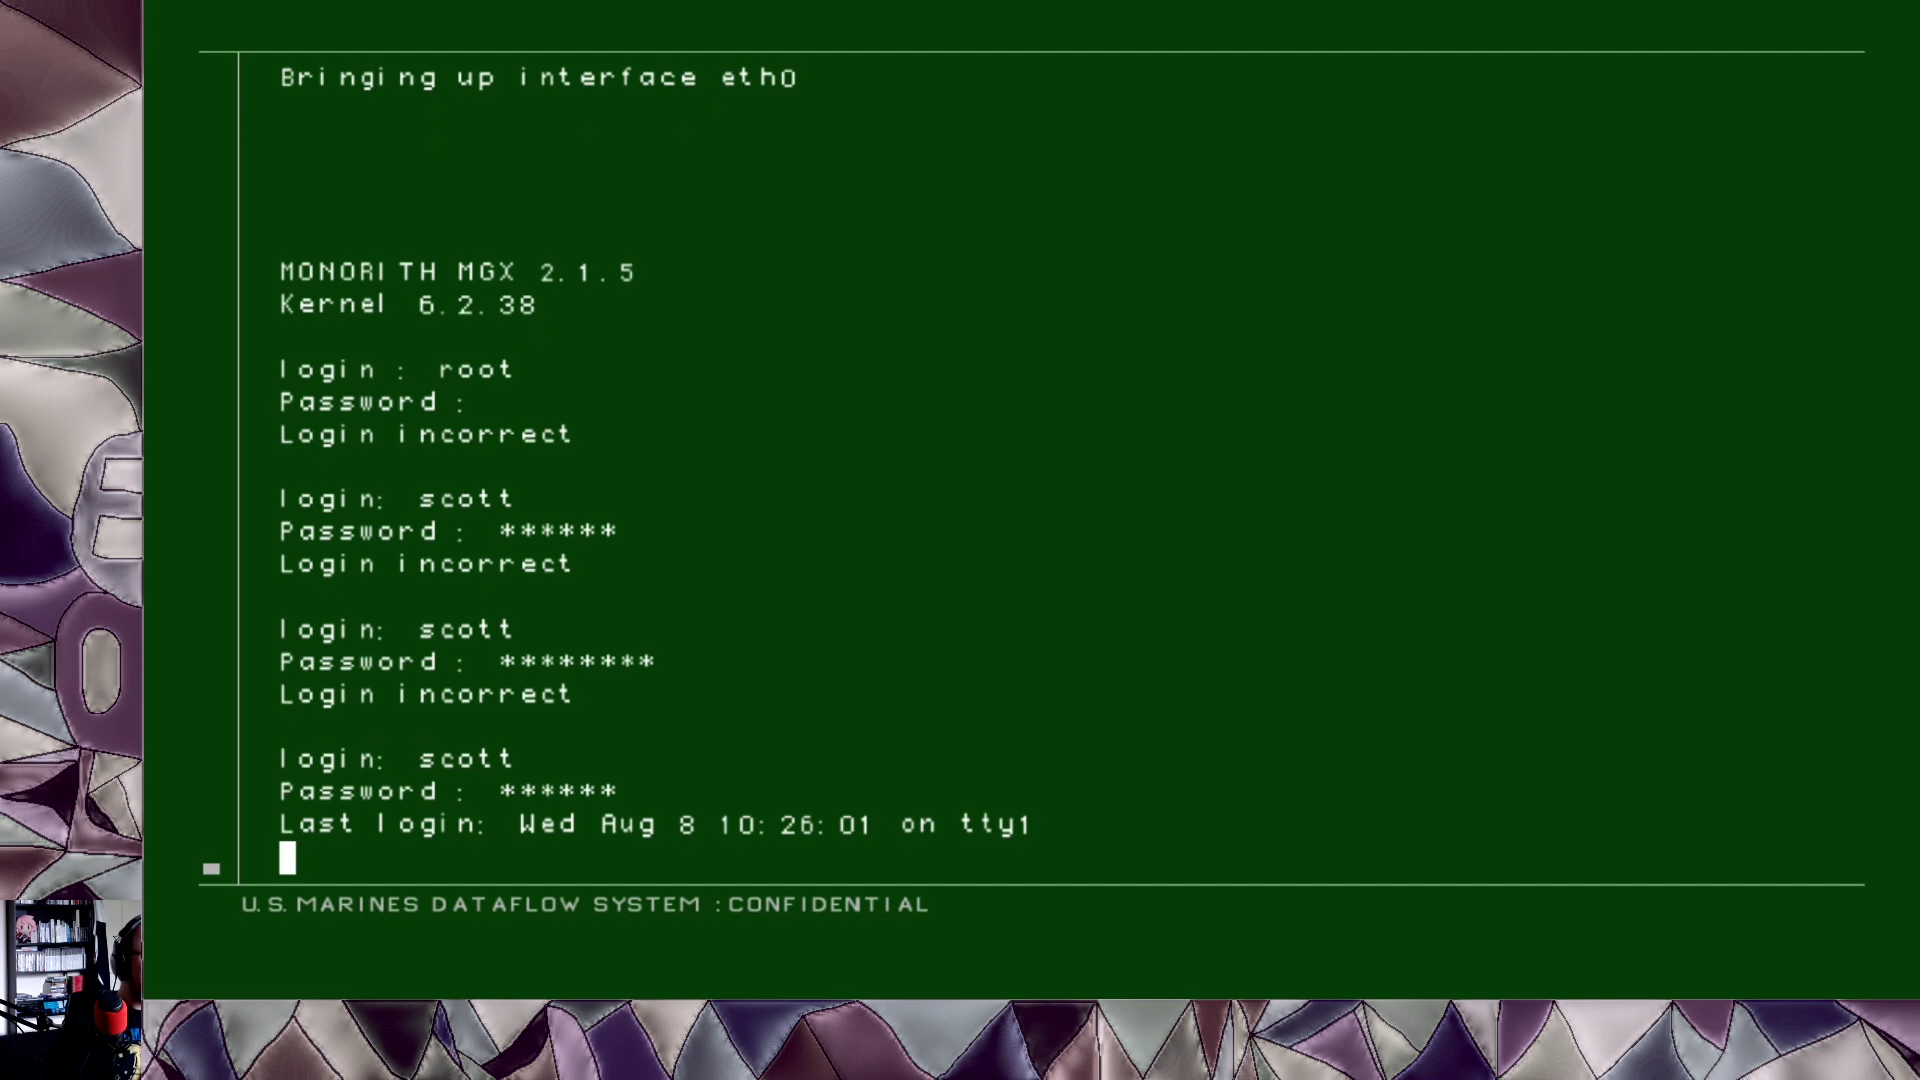 Bringing up interface eth0
MONORITH MGX 2.1.5
Kernel 6.2.38
login : root
Password :
Login incorrect
login: scott
Password : ******
Login incorrect
login: scott
Password : ********
Login incorrect
login: scott
Password : ******
Last login: Wed Aug 8 10:26:01 on tty1
U.S.MARINES DATAFLOW SYSTEM :CONFIDENTIAL